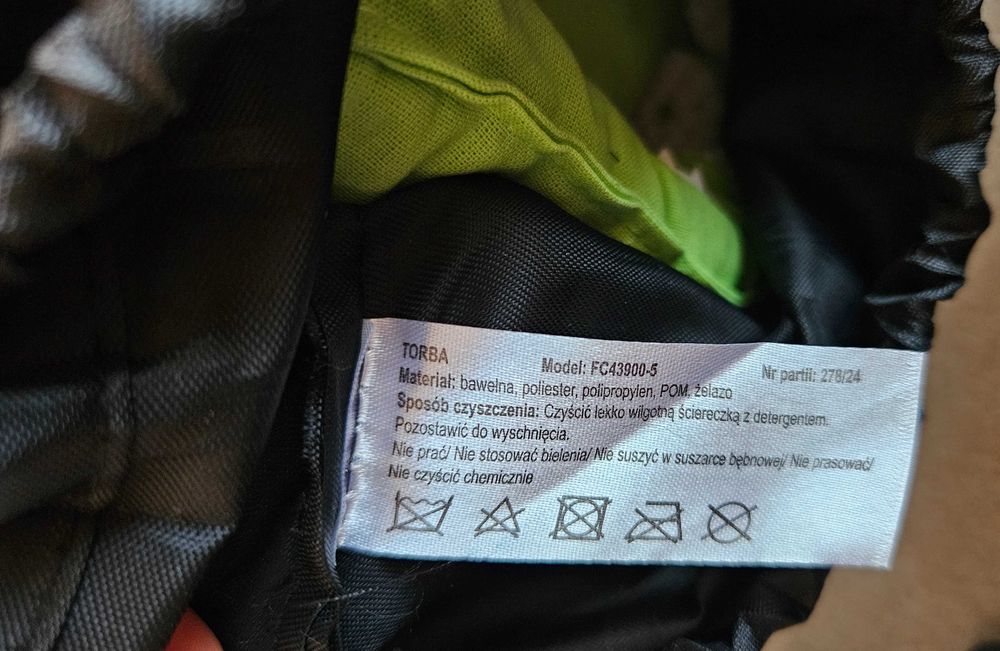 TORBA
Model: FC43900-5
Nr partii: 278/24
Materiał: bawełna, poliester, polipropylen, POM, żelazo
Sposób czyszczenia: Czyścić lekko wilgotną ściereczką z detergentem.
Pozostawić do wyschnięcia.
Nie prać/ Nie stosować bielenia/ Nie suszyć w suszarce bębnowej/ Nie prasować/
Nie czyścić chemicznie